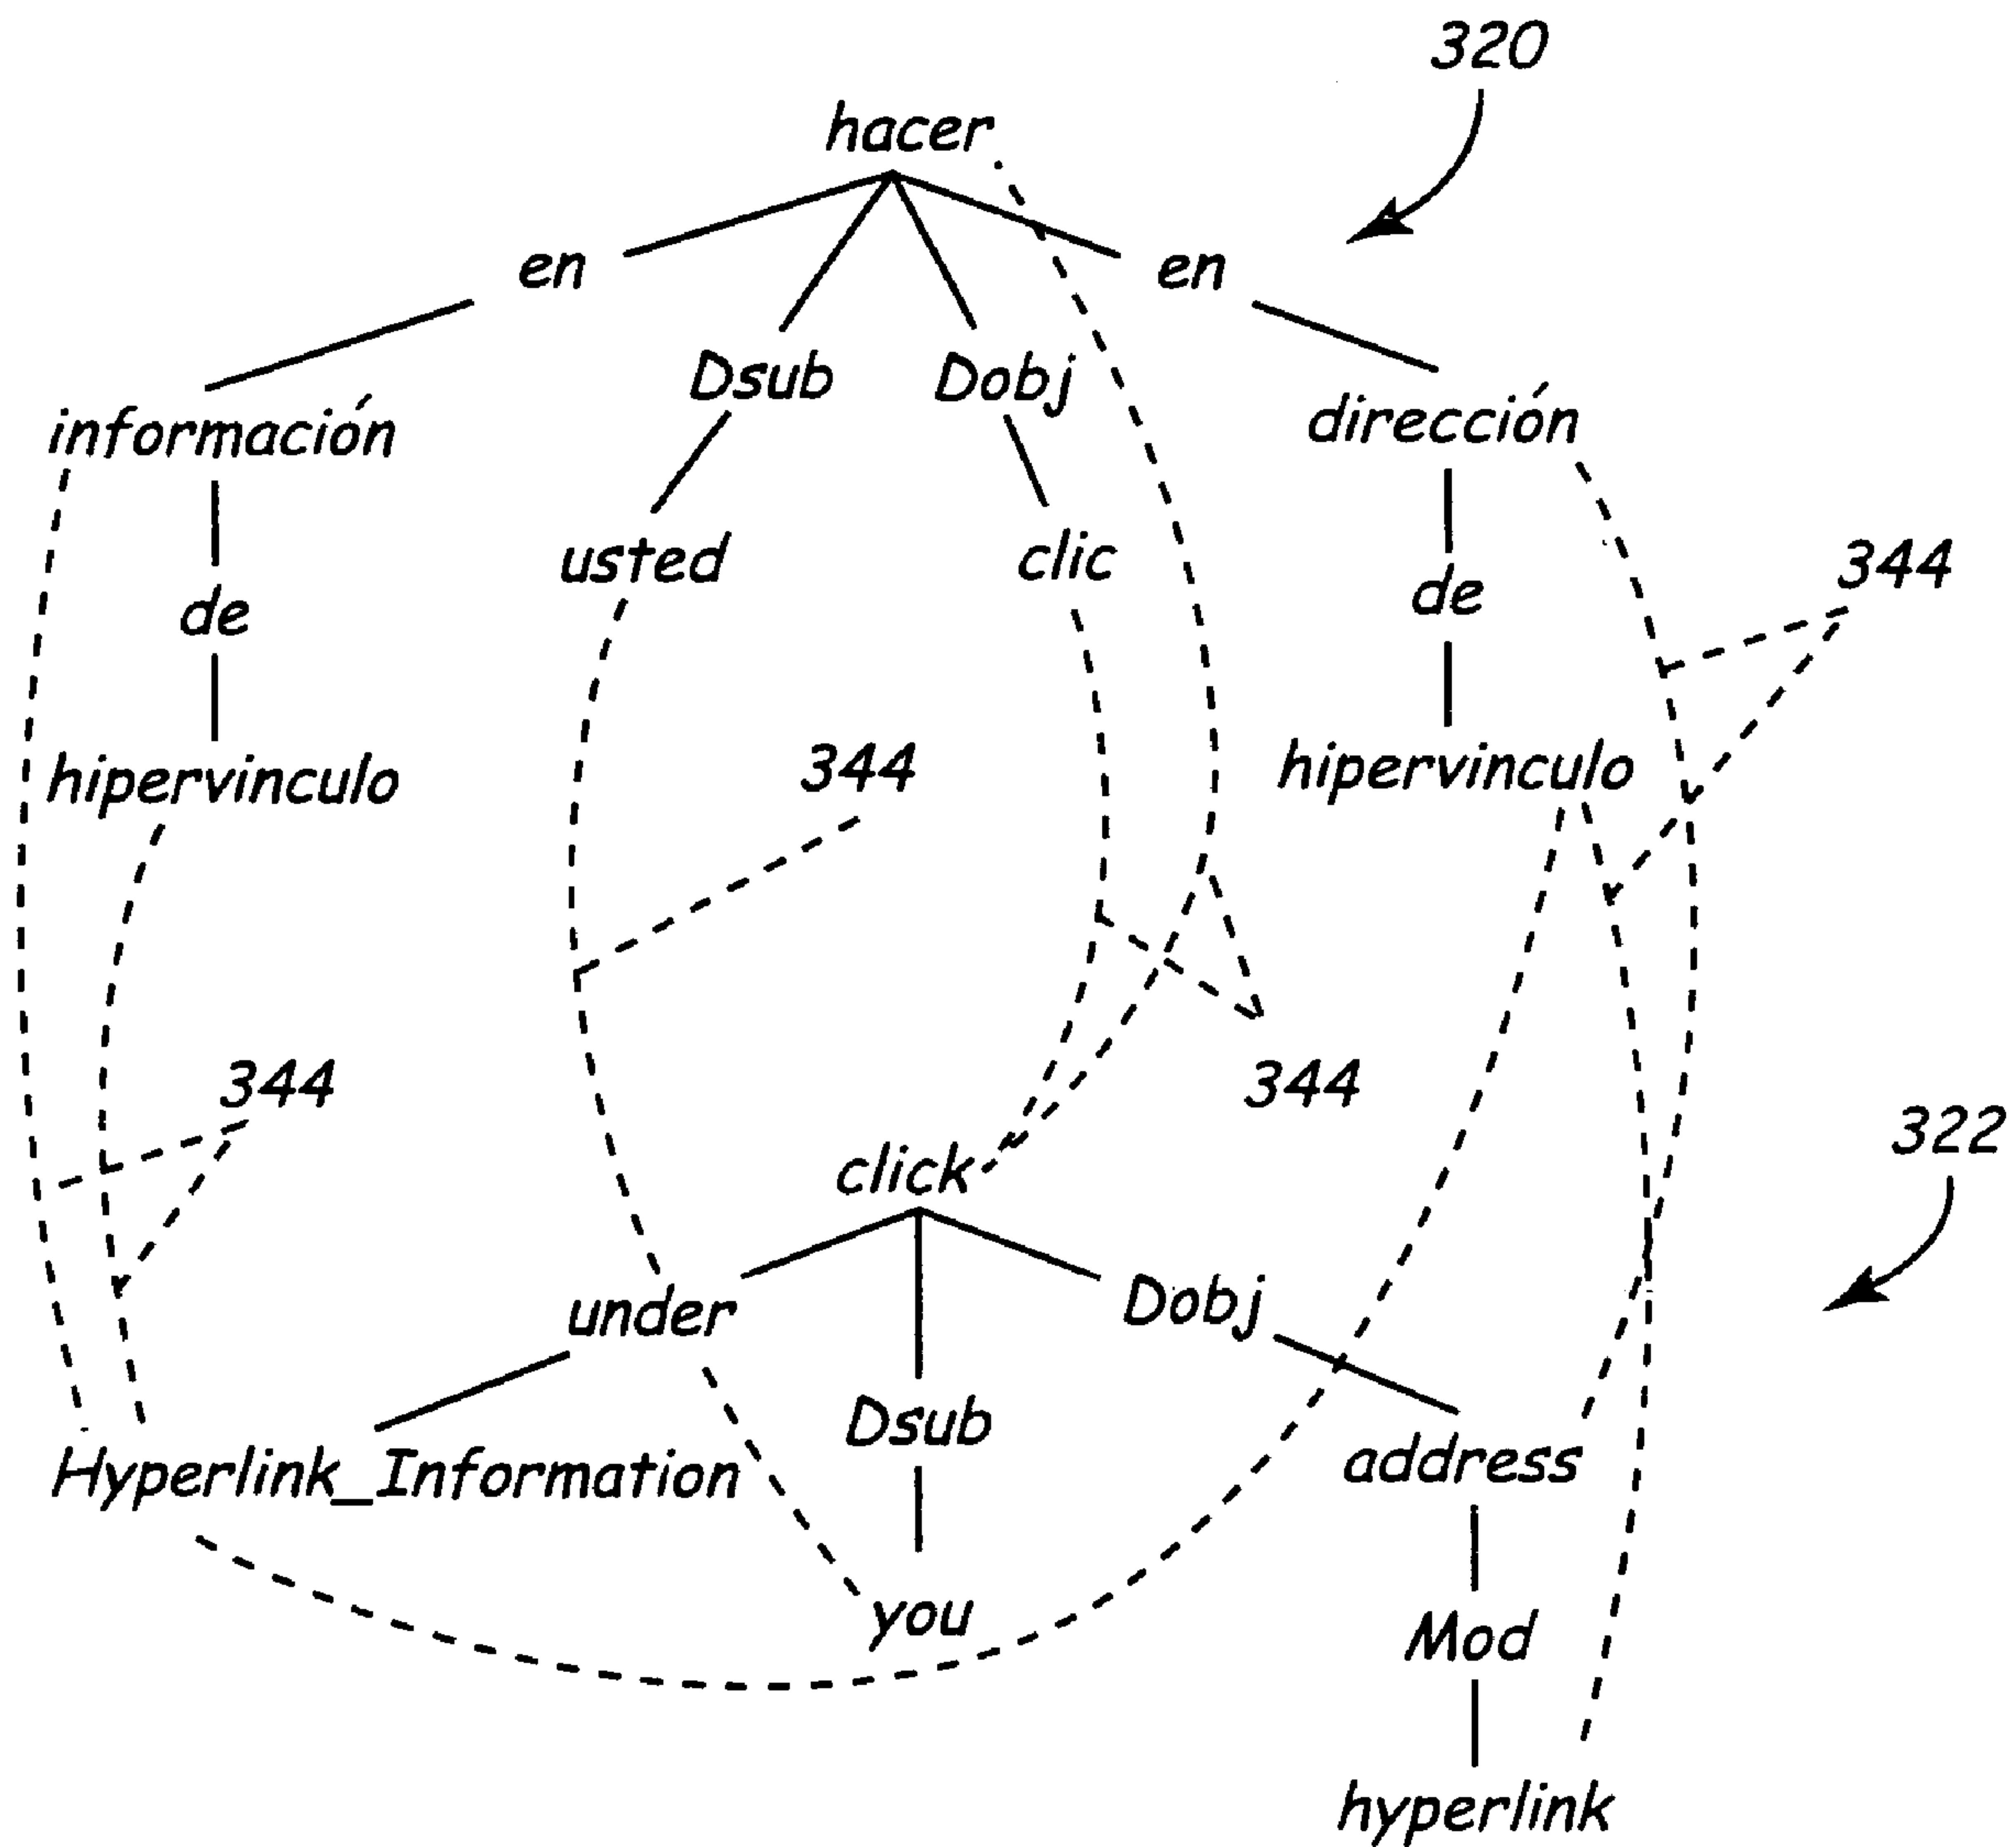 320
hacer
en
en
Dsub
Dobj
información
dirección
usted
clic
344
de
de
hipervinculo
344
hipervinculo
344
344
322
click
under
Dobj
Dsub
Hyperlink_Information
address
you
Mod
hyperlink